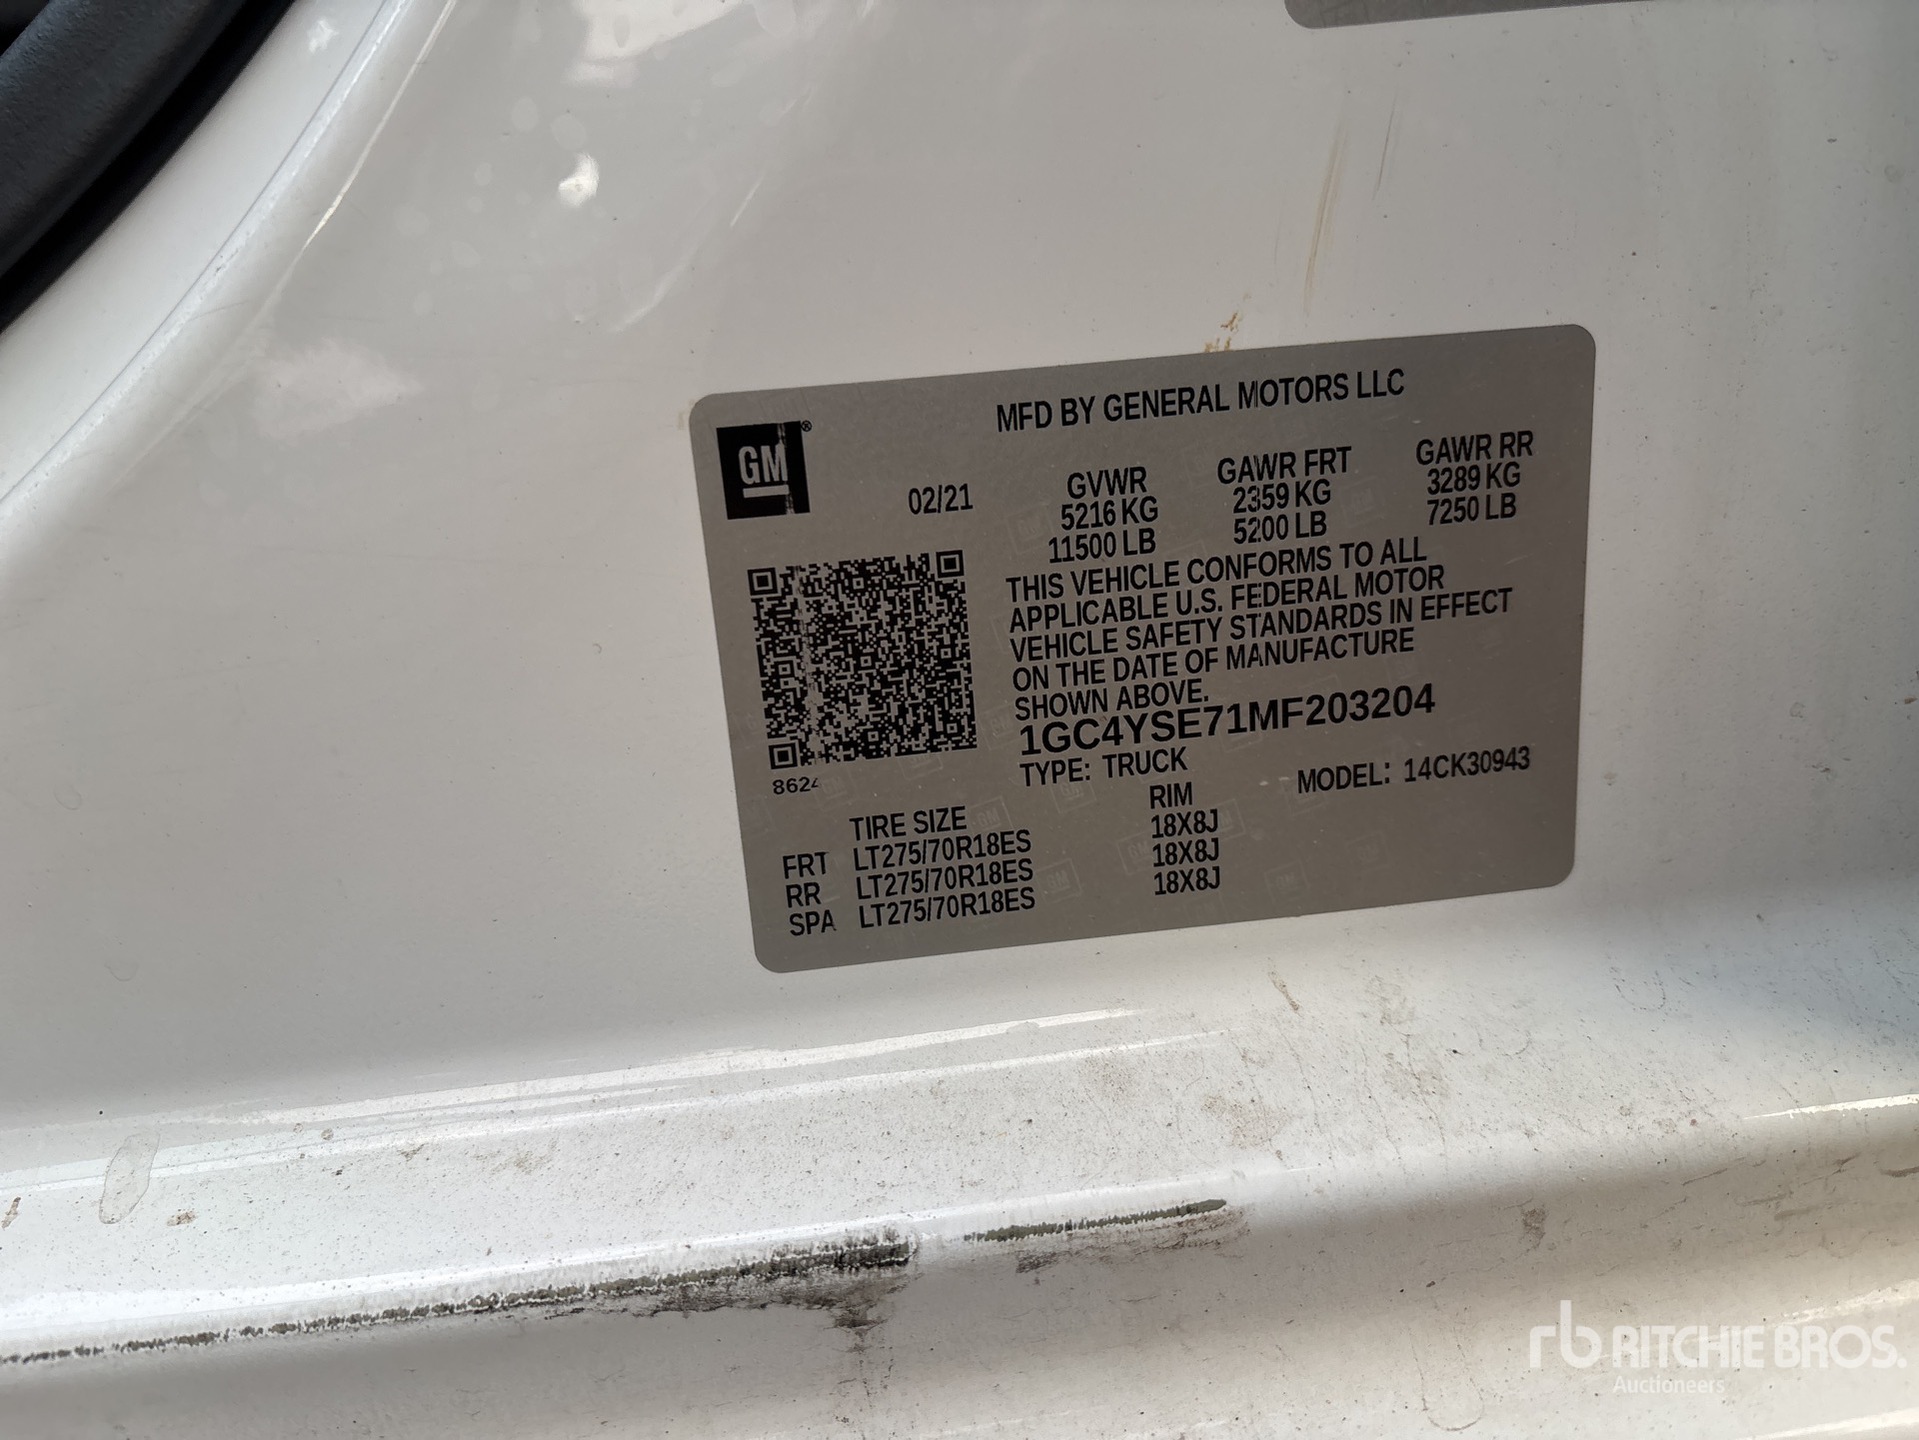 MFD BY GENERAL MOTORS LLC
GM®
02/21
GVWR GAWR FRT GAWR RR
5216 KG 2359 KG 3289 KG
11500 LB 5200 LB 7250 LB
THIS VEHICLE CONFORMS TO ALL
APPLICABLE U.S. FEDERAL MOTOR
VEHICLE SAFETY STANDARDS IN EFFECT
ON THE DATE OF MANUFACTURE
SHOWN ABOVE.
1GC4YSE71MF203204
TYPE: TRUCK MODEL: 14CK30943
8624
TIRE SIZE RIM
FRT LT275/70R18ES 18X8J
RR LT275/70R18ES 18X8J
SPA LT275/70R18ES 18X8J
rb RITCHIE BROS.
Auctioneers